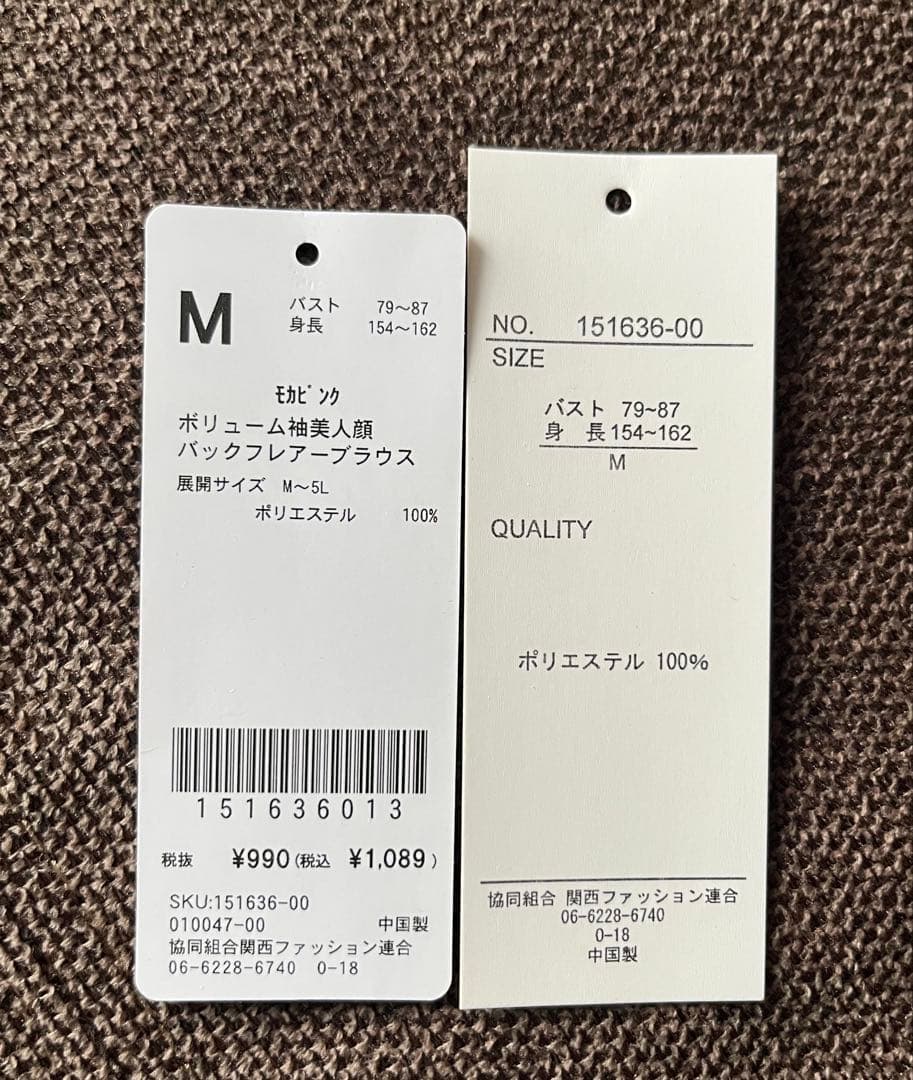 M
バスト 79～87
身長 154～162
ﾓｶﾋﾟﾝｸ
ボリューム袖美人顔
バックフレアーブラウス
展開サイズ M～5L
ポリエステル 100%
151636013
税抜 ¥990(税込 ¥1,089)
SKU:151636-00
010047-00 中国製
協同組合関西ファッション連合
06-6228-6740 0-18
NO. 151636-00
SIZE
バスト 79~87
身 長 154~162
M
QUALITY
ポリエステル 100%
協同組合 関西ファッション連合
06-6228-6740
0-18
中国製